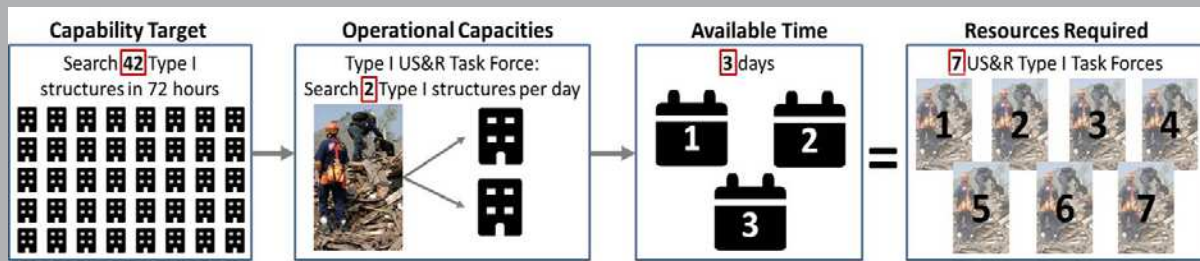 Capability Target
Search 42 Type I
structures in 72 hours
Operational Capacities
Type I US&R Task Force:
Search 2 Type I structures per day
Available Time
3 days
1
2
3
=
Resources Required
7 US&R Type I Task Forces
1 2 3 4
5 6 7